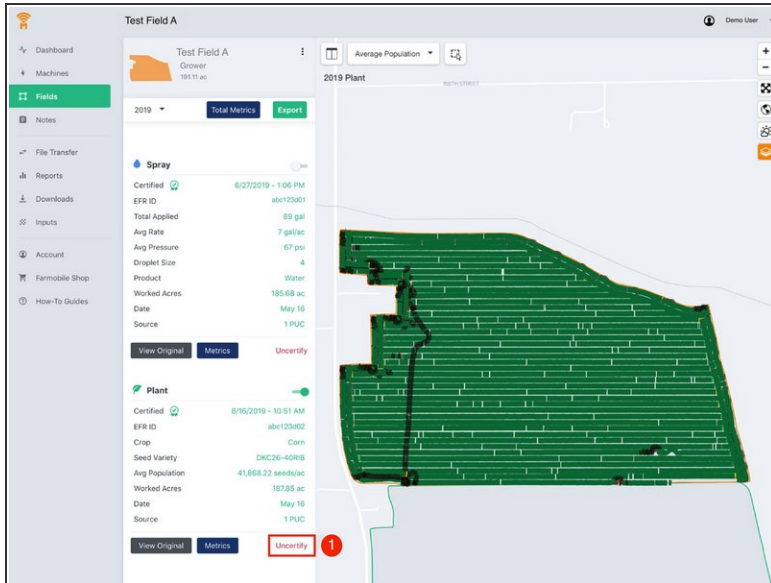 Test Field A
Demo User
Dashboard
Machines
Fields
Notes
File Transfer
Reports
Downloads
Inputs
Account
Farmobile Shop
How-To Guides
Test Field A
Grower
191.11 ac
2019
Total Metrics
Export
Spray
Certified 6/27/2019 - 1:06 PM
EFR ID abc123d01
Total Applied 89 gal
Avg Rate 7 gal/ac
Avg Pressure 67 psi
Droplet Size 4
Product Water
Worked Acres 185.68 ac
Date May 16
Source 1 PUC
View Original Metrics Uncertify
Plant
Certified 8/16/2019 - 10:51 AM
EFR ID abc123d02
Crop Corn
Seed Variety DKC26-40RIB
Avg Population 41,668.22 seeds/ac
Worked Acres 187.85 ac
Date May 16
Source 1 PUC
View Original Metrics Uncertify
1
Average Population
2019 Plant
+
−